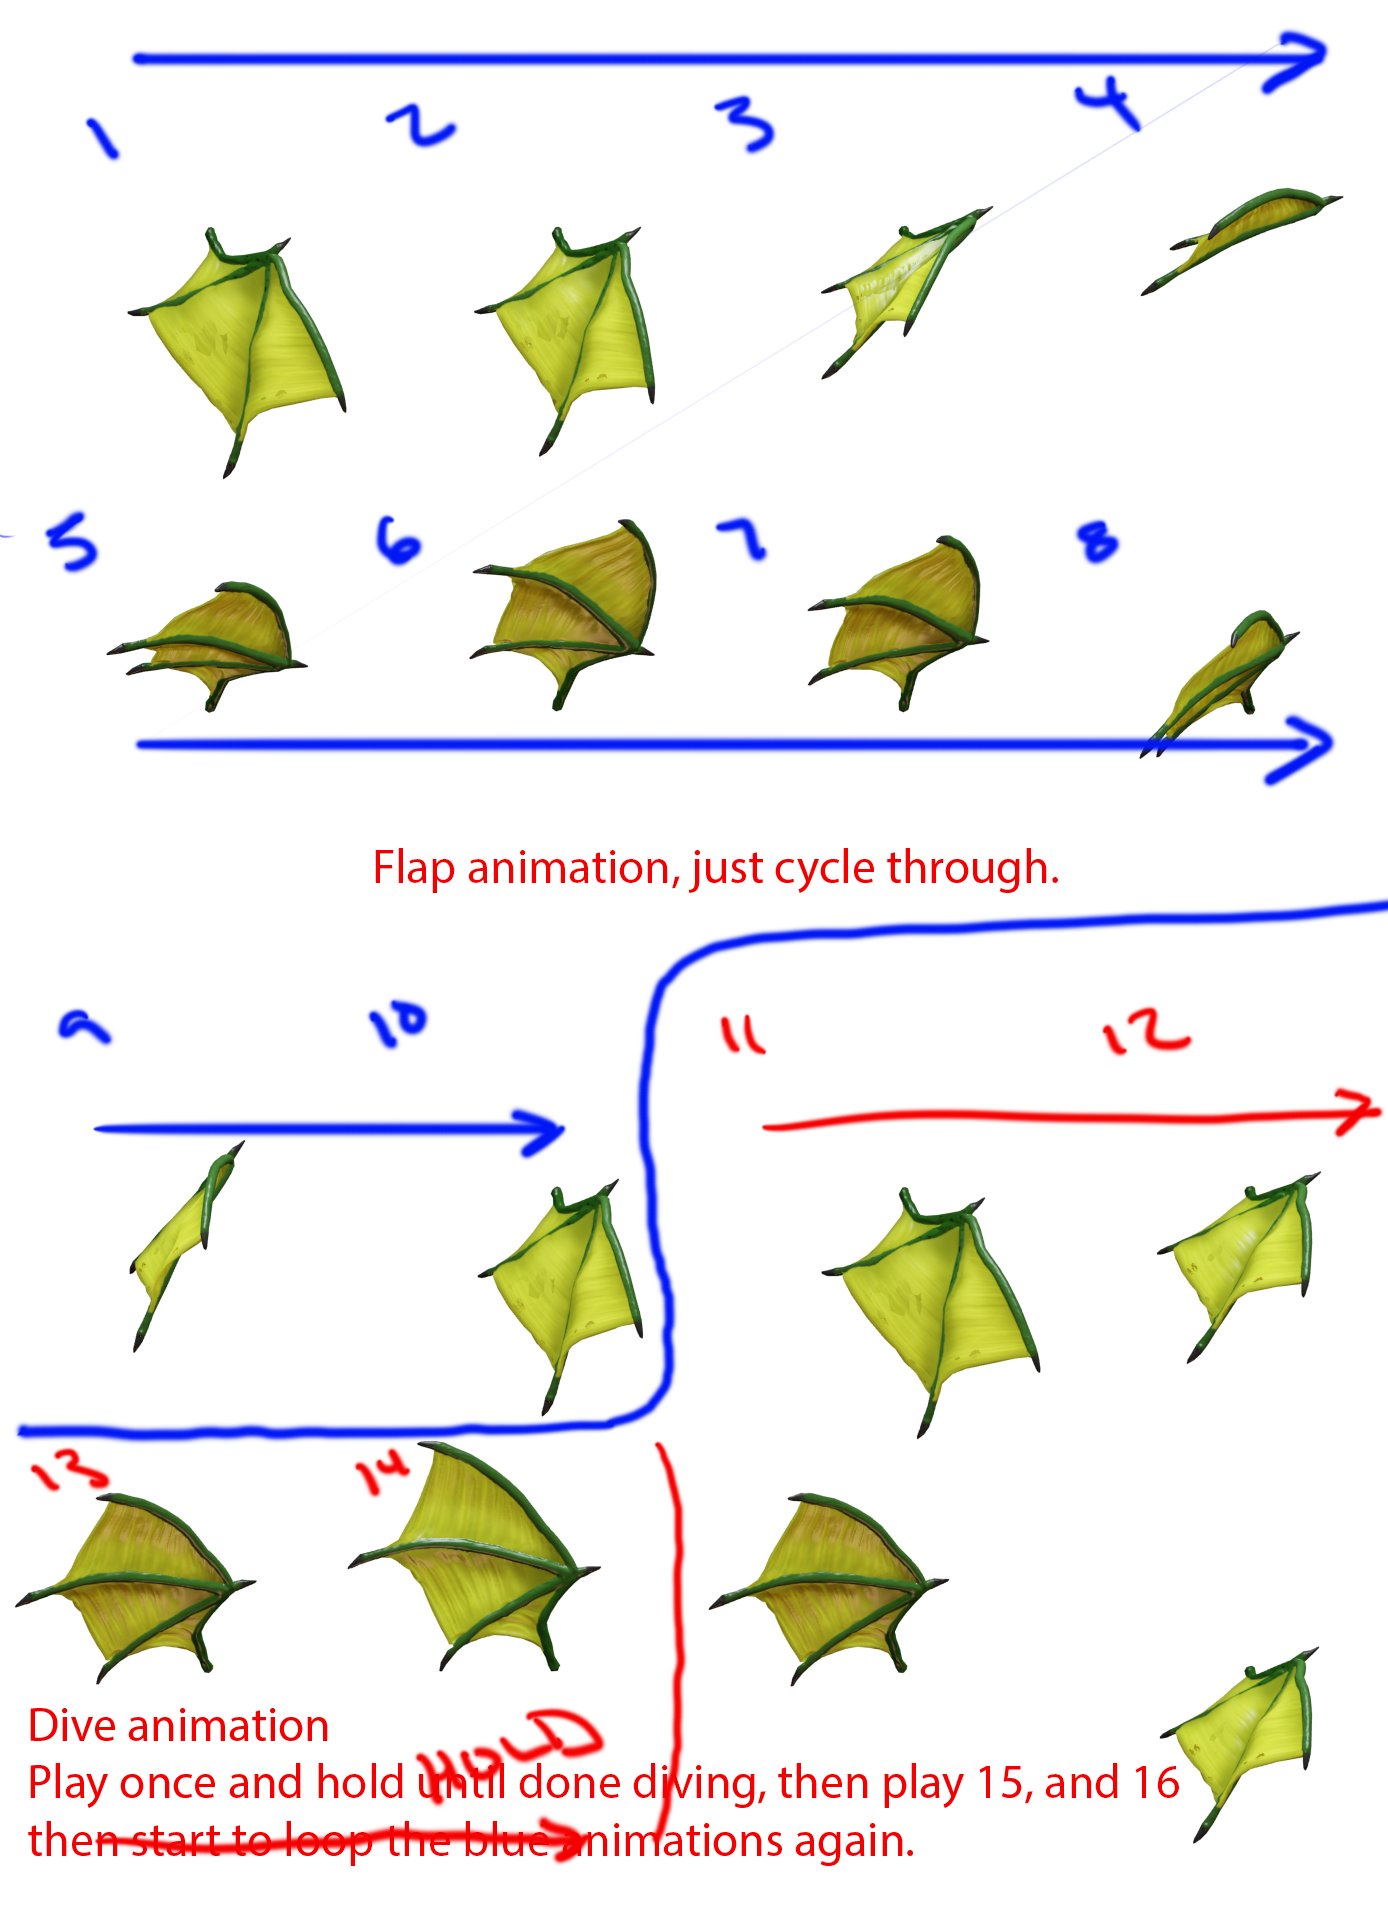 1 2 3 4
5 6 7 8
Flap animation, just cycle through.
9 10 11 12
13 14
Dive animation
HOLD
Play once and hold until done diving, then play 15, and 16
then start to loop the blue animations again.